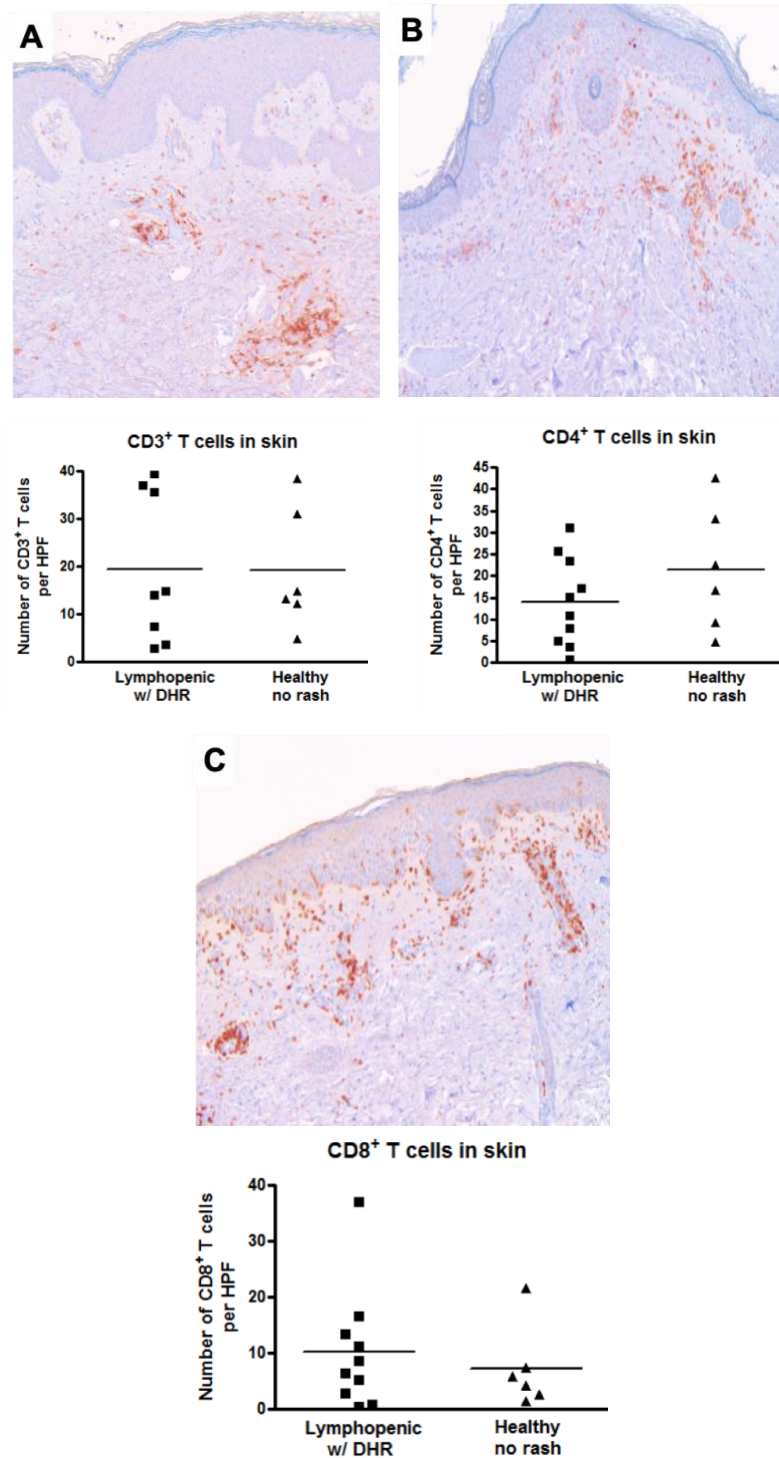 A
B
CD3⁺ T cells in skin
Number of CD3⁺ T cells
per HPF
40
30
20
10
0
Lymphopenic
w/ DHR
Healthy
no rash
CD4⁺ T cells in skin
Number of CD4⁺ T cells
per HPF
45
40
35
30
25
20
15
10
5
0
Lymphopenic
w/ DHR
Healthy
no rash
C
CD8⁺ T cells in skin
Number of CD8⁺ T cells
per HPF
40
30
20
10
0
Lymphopenic
w/ DHR
Healthy
no rash